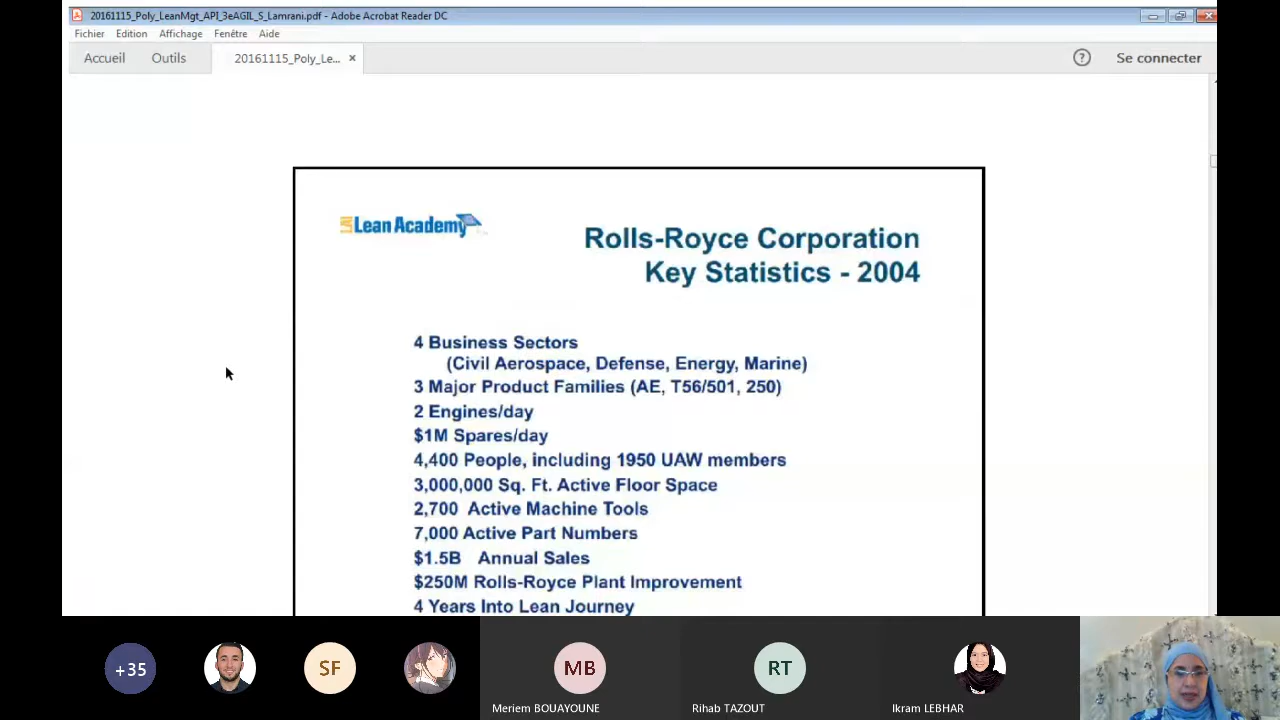 20161115_Poly_LeanMgt_API_3eAGIL_S_Lamrani.pdf - Adobe Acrobat Reader DC
Fichier Edition Affichage Fenêtre Aide
Accueil Outils 20161115_Poly_Le... × ? Se connecter
LAI Lean Academy
Rolls-Royce Corporation
Key Statistics - 2004
4 Business Sectors
(Civil Aerospace, Defense, Energy, Marine)
3 Major Product Families (AE, T56/501, 250)
2 Engines/day
$1M Spares/day
4,400 People, including 1950 UAW members
3,000,000 Sq. Ft. Active Floor Space
2,700 Active Machine Tools
7,000 Active Part Numbers
$1.5B Annual Sales
$250M Rolls-Royce Plant Improvement
4 Years Into Lean Journey
+35 SF MB RT
Meriem BOUAYOUNE Rihab TAZOUT Ikram LEBHAR